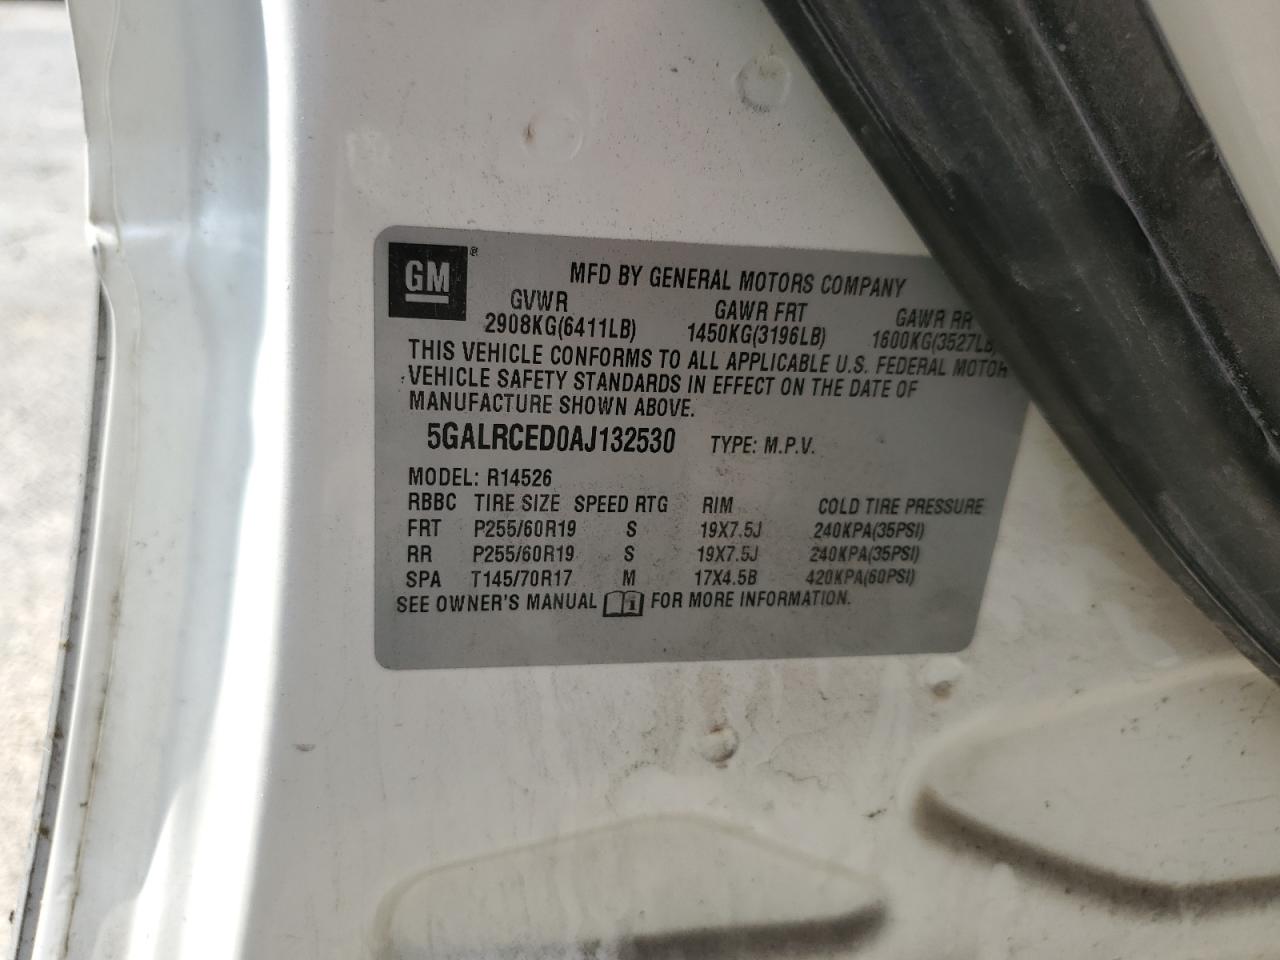 GM ®
MFD BY GENERAL MOTORS COMPANY
GVWR GAWR FRT GAWR RR
2908KG(6411LB) 1450KG(3196LB) 1600KG(3527LB)
THIS VEHICLE CONFORMS TO ALL APPLICABLE U.S. FEDERAL MOTOR
VEHICLE SAFETY STANDARDS IN EFFECT ON THE DATE OF
MANUFACTURE SHOWN ABOVE.
5GALRCED0AJ132530 TYPE: M.P.V.
MODEL: R14526
RBBC TIRE SIZE SPEED RTG RIM COLD TIRE PRESSURE
FRT P255/60R19 S 19X7.5J 240KPA(35PSI)
RR P255/60R19 S 19X7.5J 240KPA(35PSI)
SPA T145/70R17 M 17X4.5B 420KPA(60PSI)
SEE OWNER'S MANUAL i FOR MORE INFORMATION.